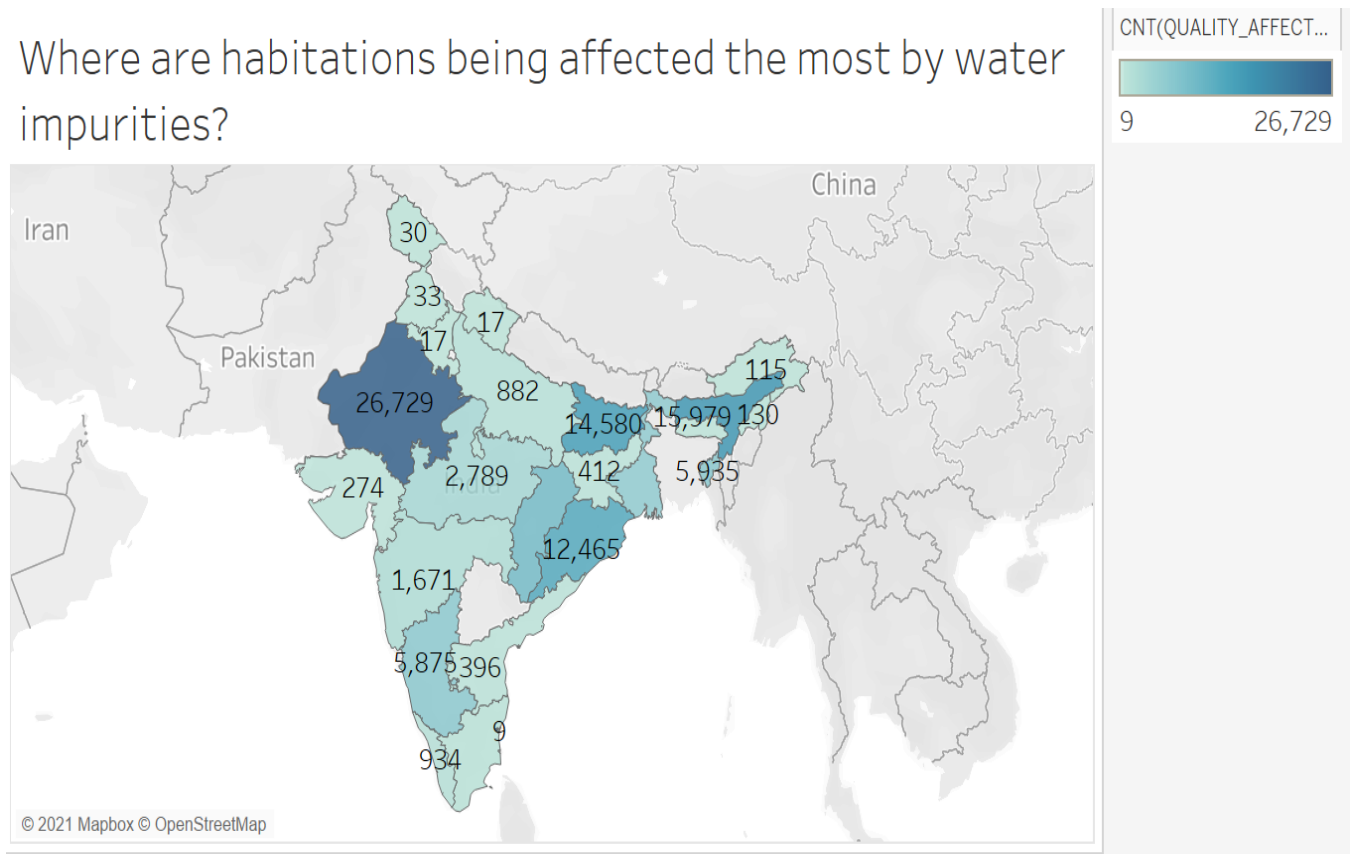 Where are habitations being affected the most by water
impurities?
CNT(QUALITY_AFFECT...
9 26,729
China
Iran
30
33
17
17
Pakistan
115
882
26,729
14,580
15,979
130
412
5,935
2,789
274
India
12,465
1,671
5,875
396
9
934
© 2021 Mapbox © OpenStreetMap